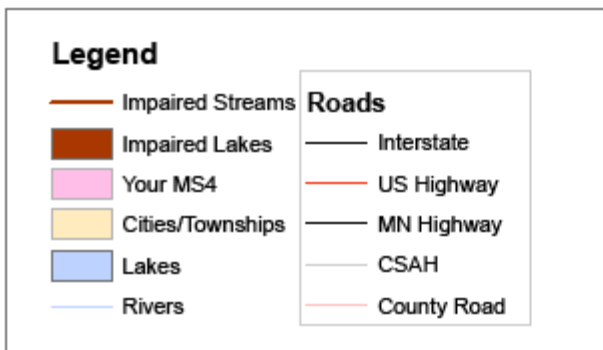 Legend
Impaired Streams
Impaired Lakes
Your MS4
Cities/Townships
Lakes
Rivers
Roads
Interstate
US Highway
MN Highway
CSAH
County Road